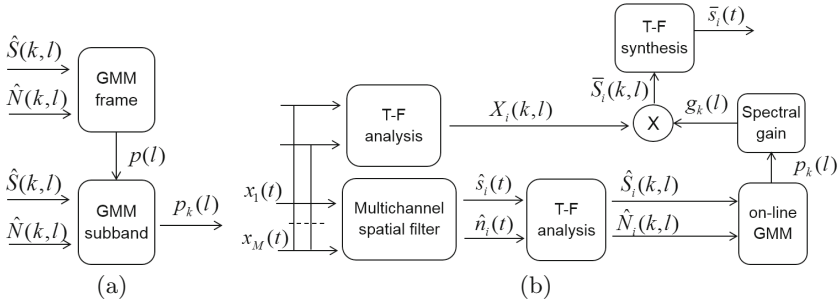 Ŝ(k,l)
N̂(k,l)
GMM
frame
p(l)
Ŝ(k,l)
N̂(k,l)
GMM
subband
p_k(l)
(a)
T-F
synthesis
s̅_i(t)
S̅_i(k,l)
T-F
analysis
X_i(k,l)
X
g_k(l)
Spectral
gain
p_k(l)
x_1(t)
x_M(t)
Multichannel
spatial filter
ŝ_i(t)
n̂_i(t)
T-F
analysis
Ŝ_i(k,l)
N̂_i(k,l)
on-line
GMM
(b)